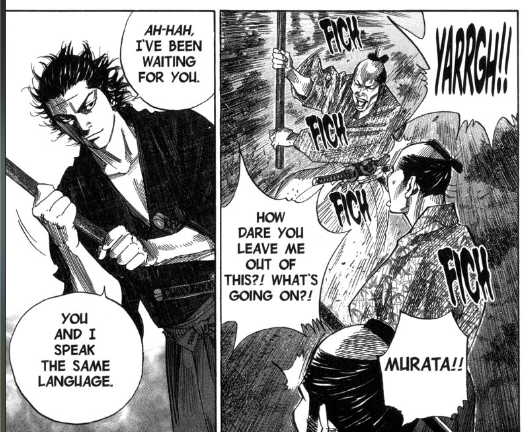 YARRGH!!
FICH
FICH
FICH
FICH
HOW
DARE YOU
LEAVE ME
OUT OF
THIS?! WHAT'S
GOING ON?!
MURATA!!
AH-HAH,
I'VE BEEN
WAITING
FOR YOU.
YOU
AND I
SPEAK
THE SAME
LANGUAGE.